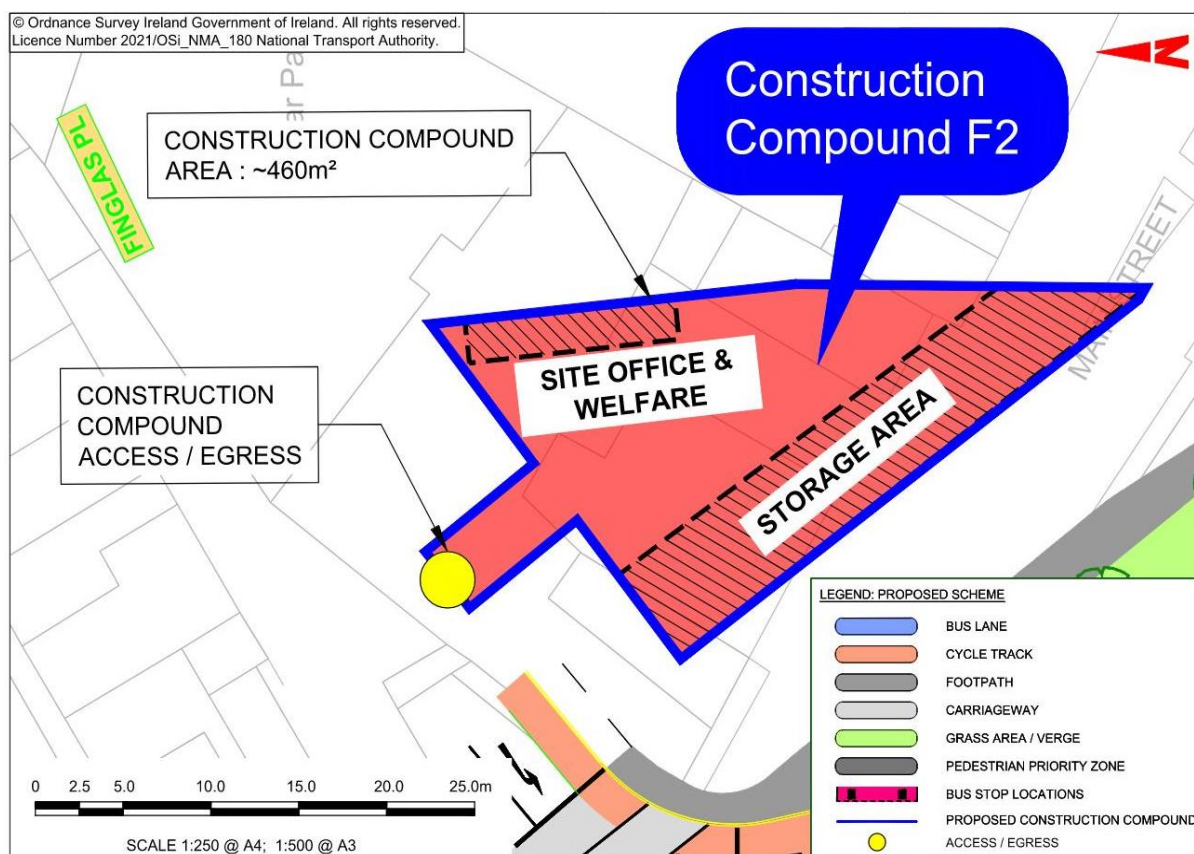 © Ordnance Survey Ireland Government of Ireland. All rights reserved.
Licence Number 2021/OSi_NMA_180 National Transport Authority.
N
ar Pa
FINGLAS PL
CONSTRUCTION COMPOUND
AREA : ~460m²
Construction
Compound F2
MAIN STREET
CONSTRUCTION
COMPOUND
ACCESS / EGRESS
SITE OFFICE &
WELFARE
STORAGE AREA
LEGEND: PROPOSED SCHEME
BUS LANE
CYCLE TRACK
FOOTPATH
CARRIAGEWAY
GRASS AREA / VERGE
PEDESTRIAN PRIORITY ZONE
BUS STOP LOCATIONS
PROPOSED CONSTRUCTION COMPOUND
ACCESS / EGRESS
0 2.5 5.0 10.0 15.0 20.0 25.0m
SCALE 1:250 @ A4; 1:500 @ A3